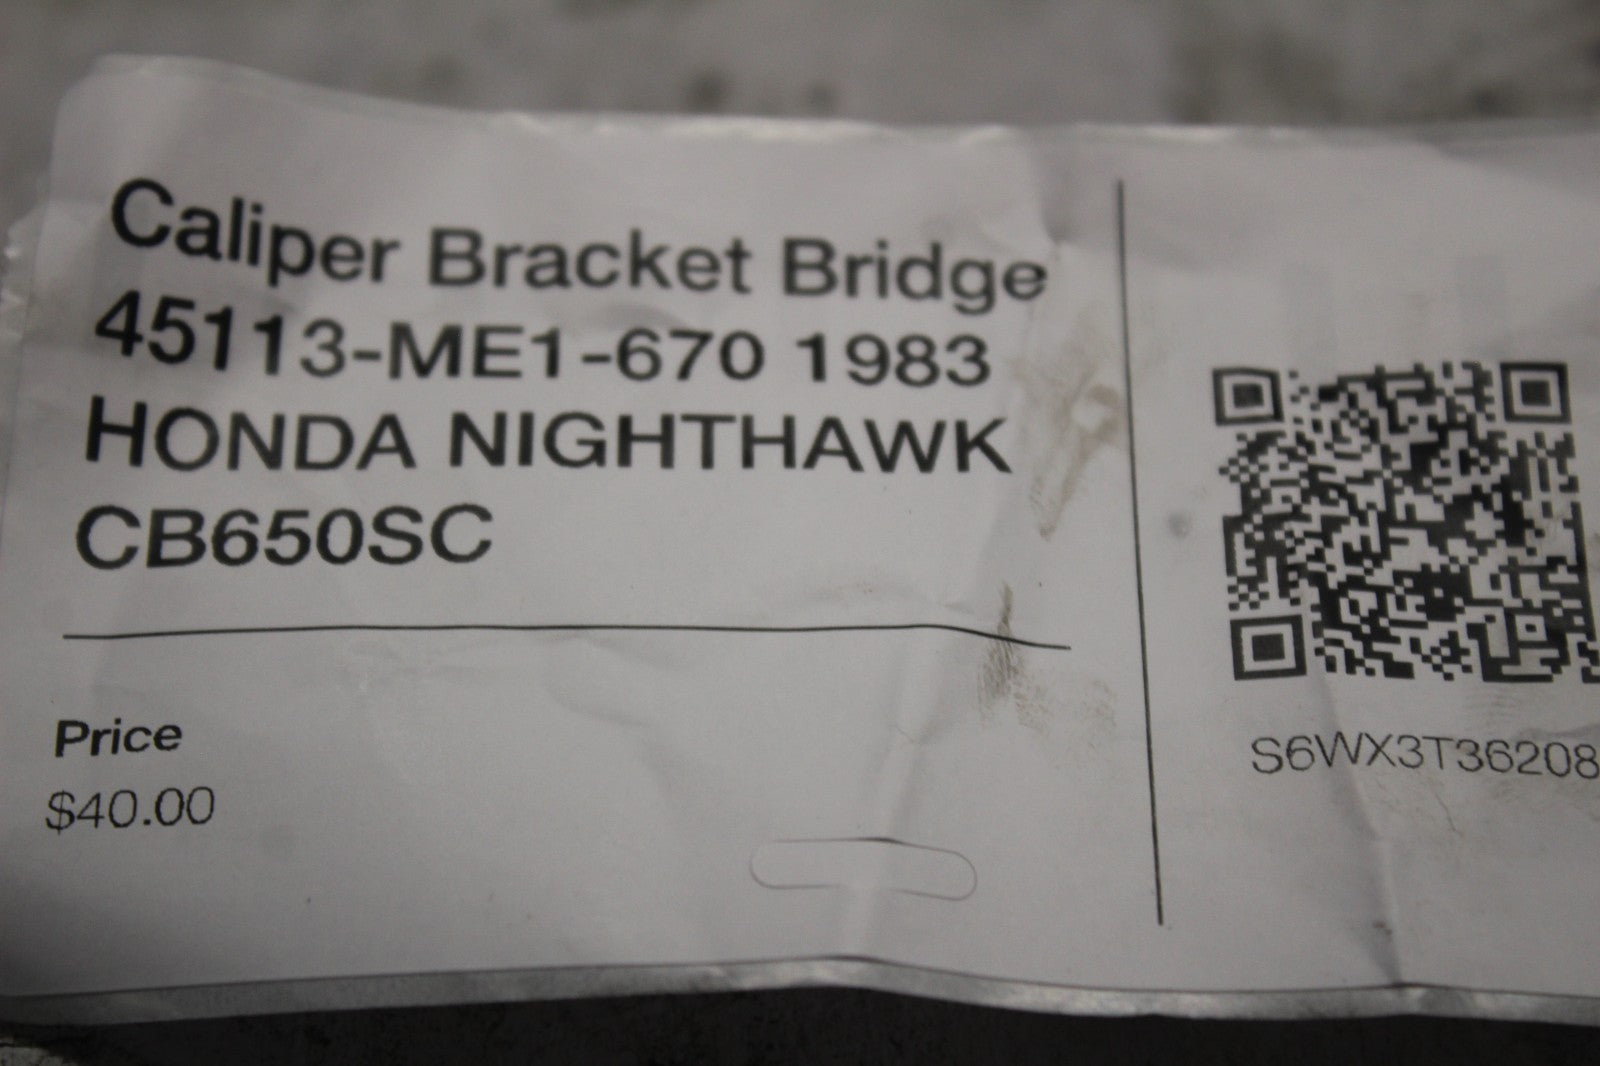 Caliper Bracket Bridge
45113-ME1-670 1983
HONDA NIGHTHAWK
CB650SC
Price
$40.00
S6WX3T36208